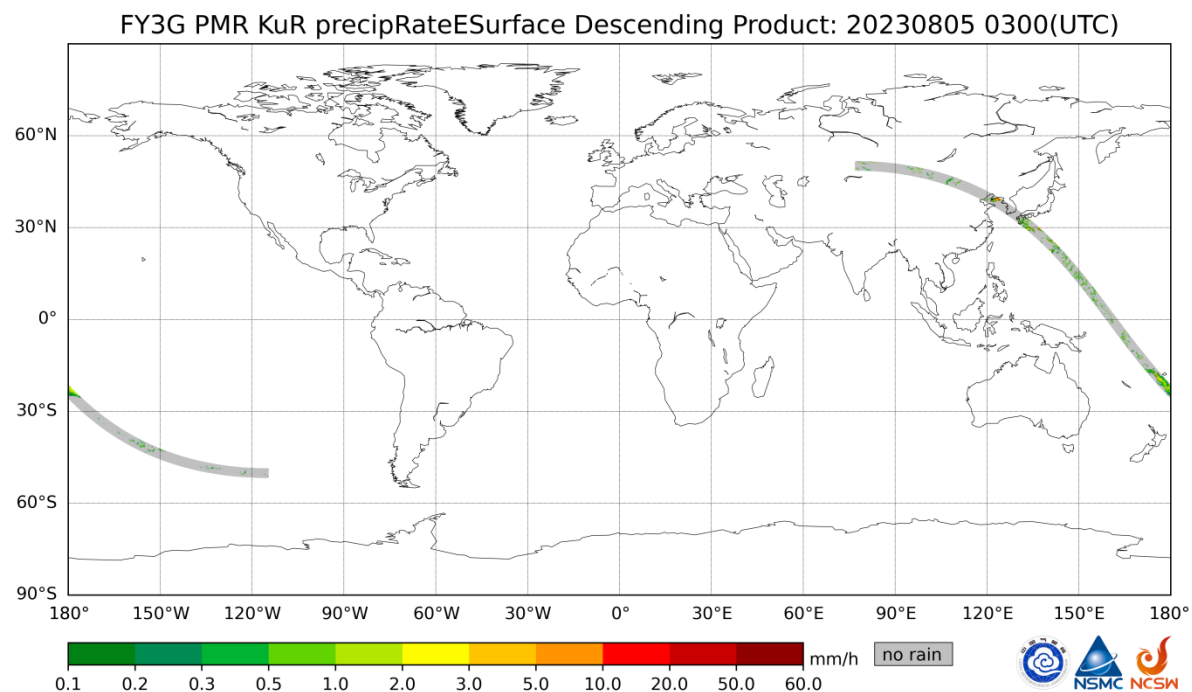 FY3G PMR KuR precipRateESurface Descending Product: 20230805 0300(UTC)
60°N
30°N
0°
30°S
60°S
90°S
180° 150°W 120°W 90°W 60°W 30°W 0° 30°E 60°E 90°E 120°E 150°E 180°
mm/h
no rain
0.1 0.2 0.3 0.5 1.0 2.0 3.0 5.0 10.0 20.0 50.0 60.0
NSMC
NCSW